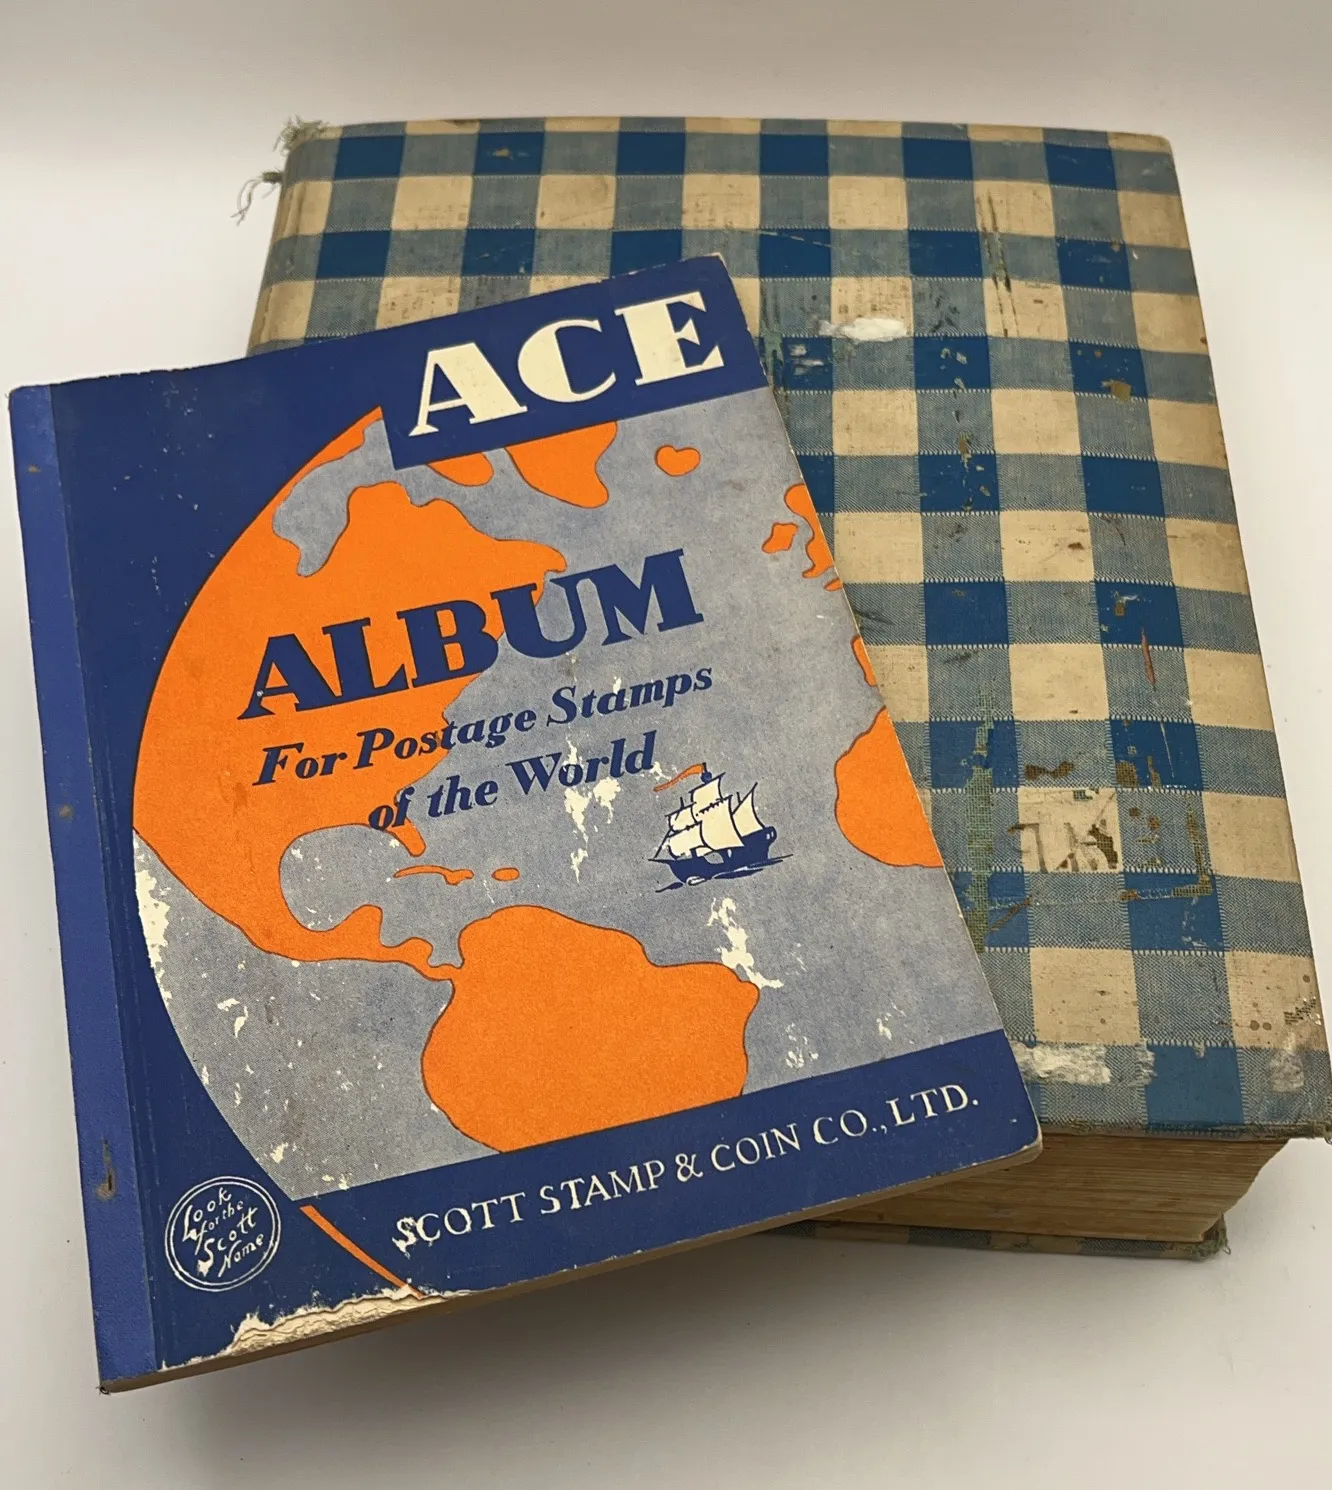 ACE
ALBUM
For Postage Stamps
of the World
SCOTT STAMP & COIN CO., LTD.
Look
for the
Scott
Name